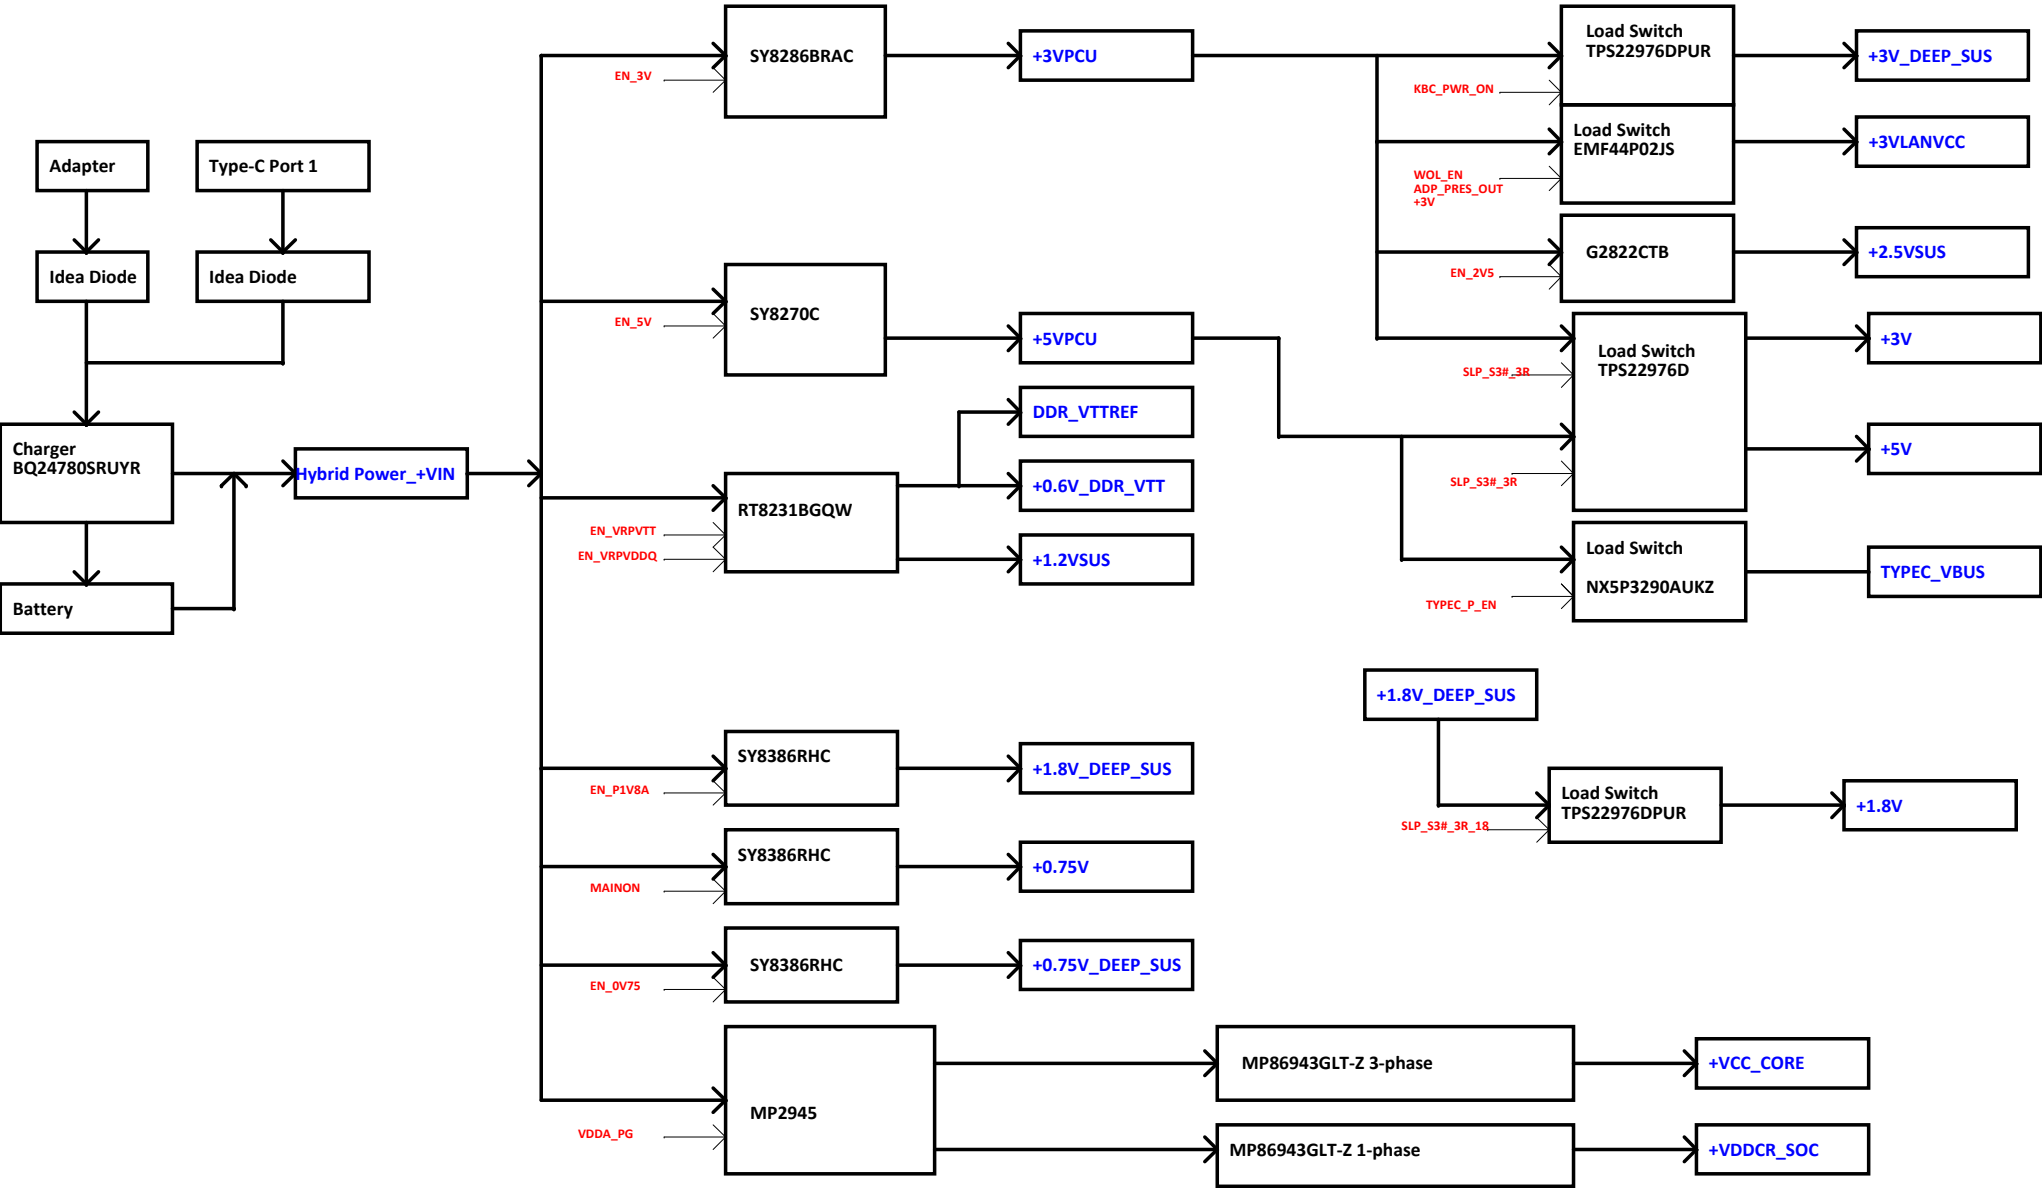 Adapter
Type-C Port 1
Idea Diode
Idea Diode
Charger
BQ24780SRUYR
Battery
Hybrid Power_+VIN
EN_3V
SY8286BRAC
+3VPCU
EN_5V
SY8270C
+5VPCU
DDR_VTTREF
RT8231BGQW
+0.6V_DDR_VTT
EN_VRPVTT
EN_VRPVDDQ
+1.2VSUS
SY8386RHC
EN_P1V8A
+1.8V_DEEP_SUS
SY8386RHC
MAINON
+0.75V
SY8386RHC
EN_0V75
+0.75V_DEEP_SUS
MP2945
VDDA_PG
MP86943GLT-Z 3-phase
+VCC_CORE
MP86943GLT-Z 1-phase
+VDDCR_SOC
Load Switch
TPS22976DPUR
KBC_PWR_ON
+3V_DEEP_SUS
Load Switch
EMF44P02JS
WOL_EN
ADP_PRES_OUT
+3V
+3VLANVCC
G2822CTB
EN_2V5
+2.5VSUS
Load Switch
TPS22976D
SLP_S3#_3R
+3V
SLP_S3#_3R
+5V
Load Switch
NX5P3290AUKZ
TYPEC_P_EN
TYPEC_VBUS
+1.8V_DEEP_SUS
Load Switch
TPS22976DPUR
SLP_S3#_3R_18
+1.8V